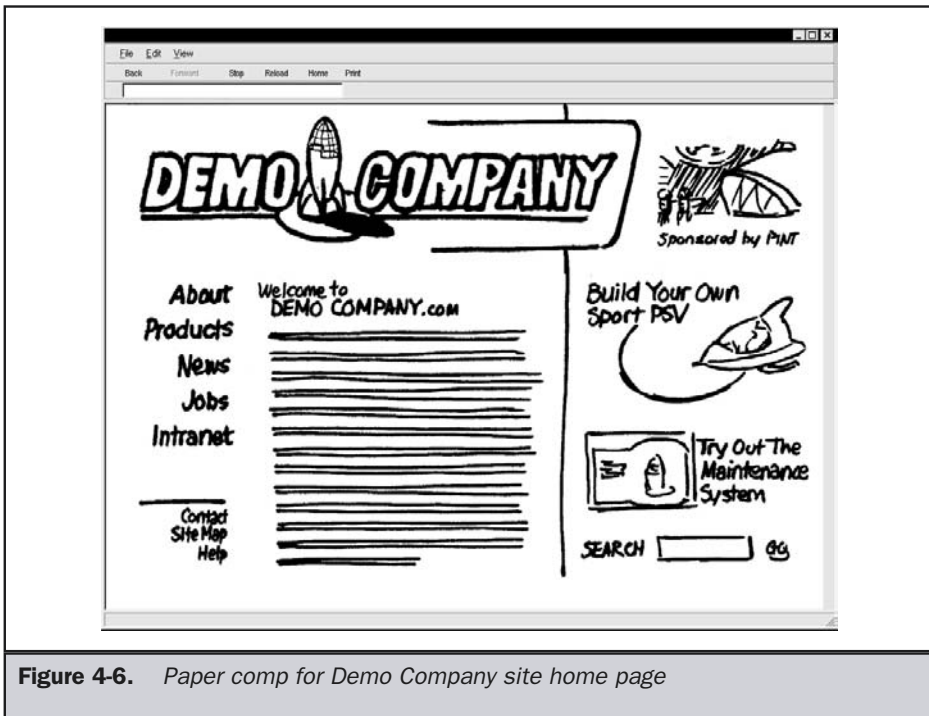 File Edit View
Back Forward Stop Reload Home Print
DEMO COMPANY
Sponsored by PINT
About
Products
News
Jobs
Intranet
Contact
Site Map
Help
Welcome to
DEMO COMPANY.com
Build Your Own
Sport PSV
Try Out The
Maintenance
System
SEARCH GO
Figure 4-6. Paper comp for Demo Company site home page